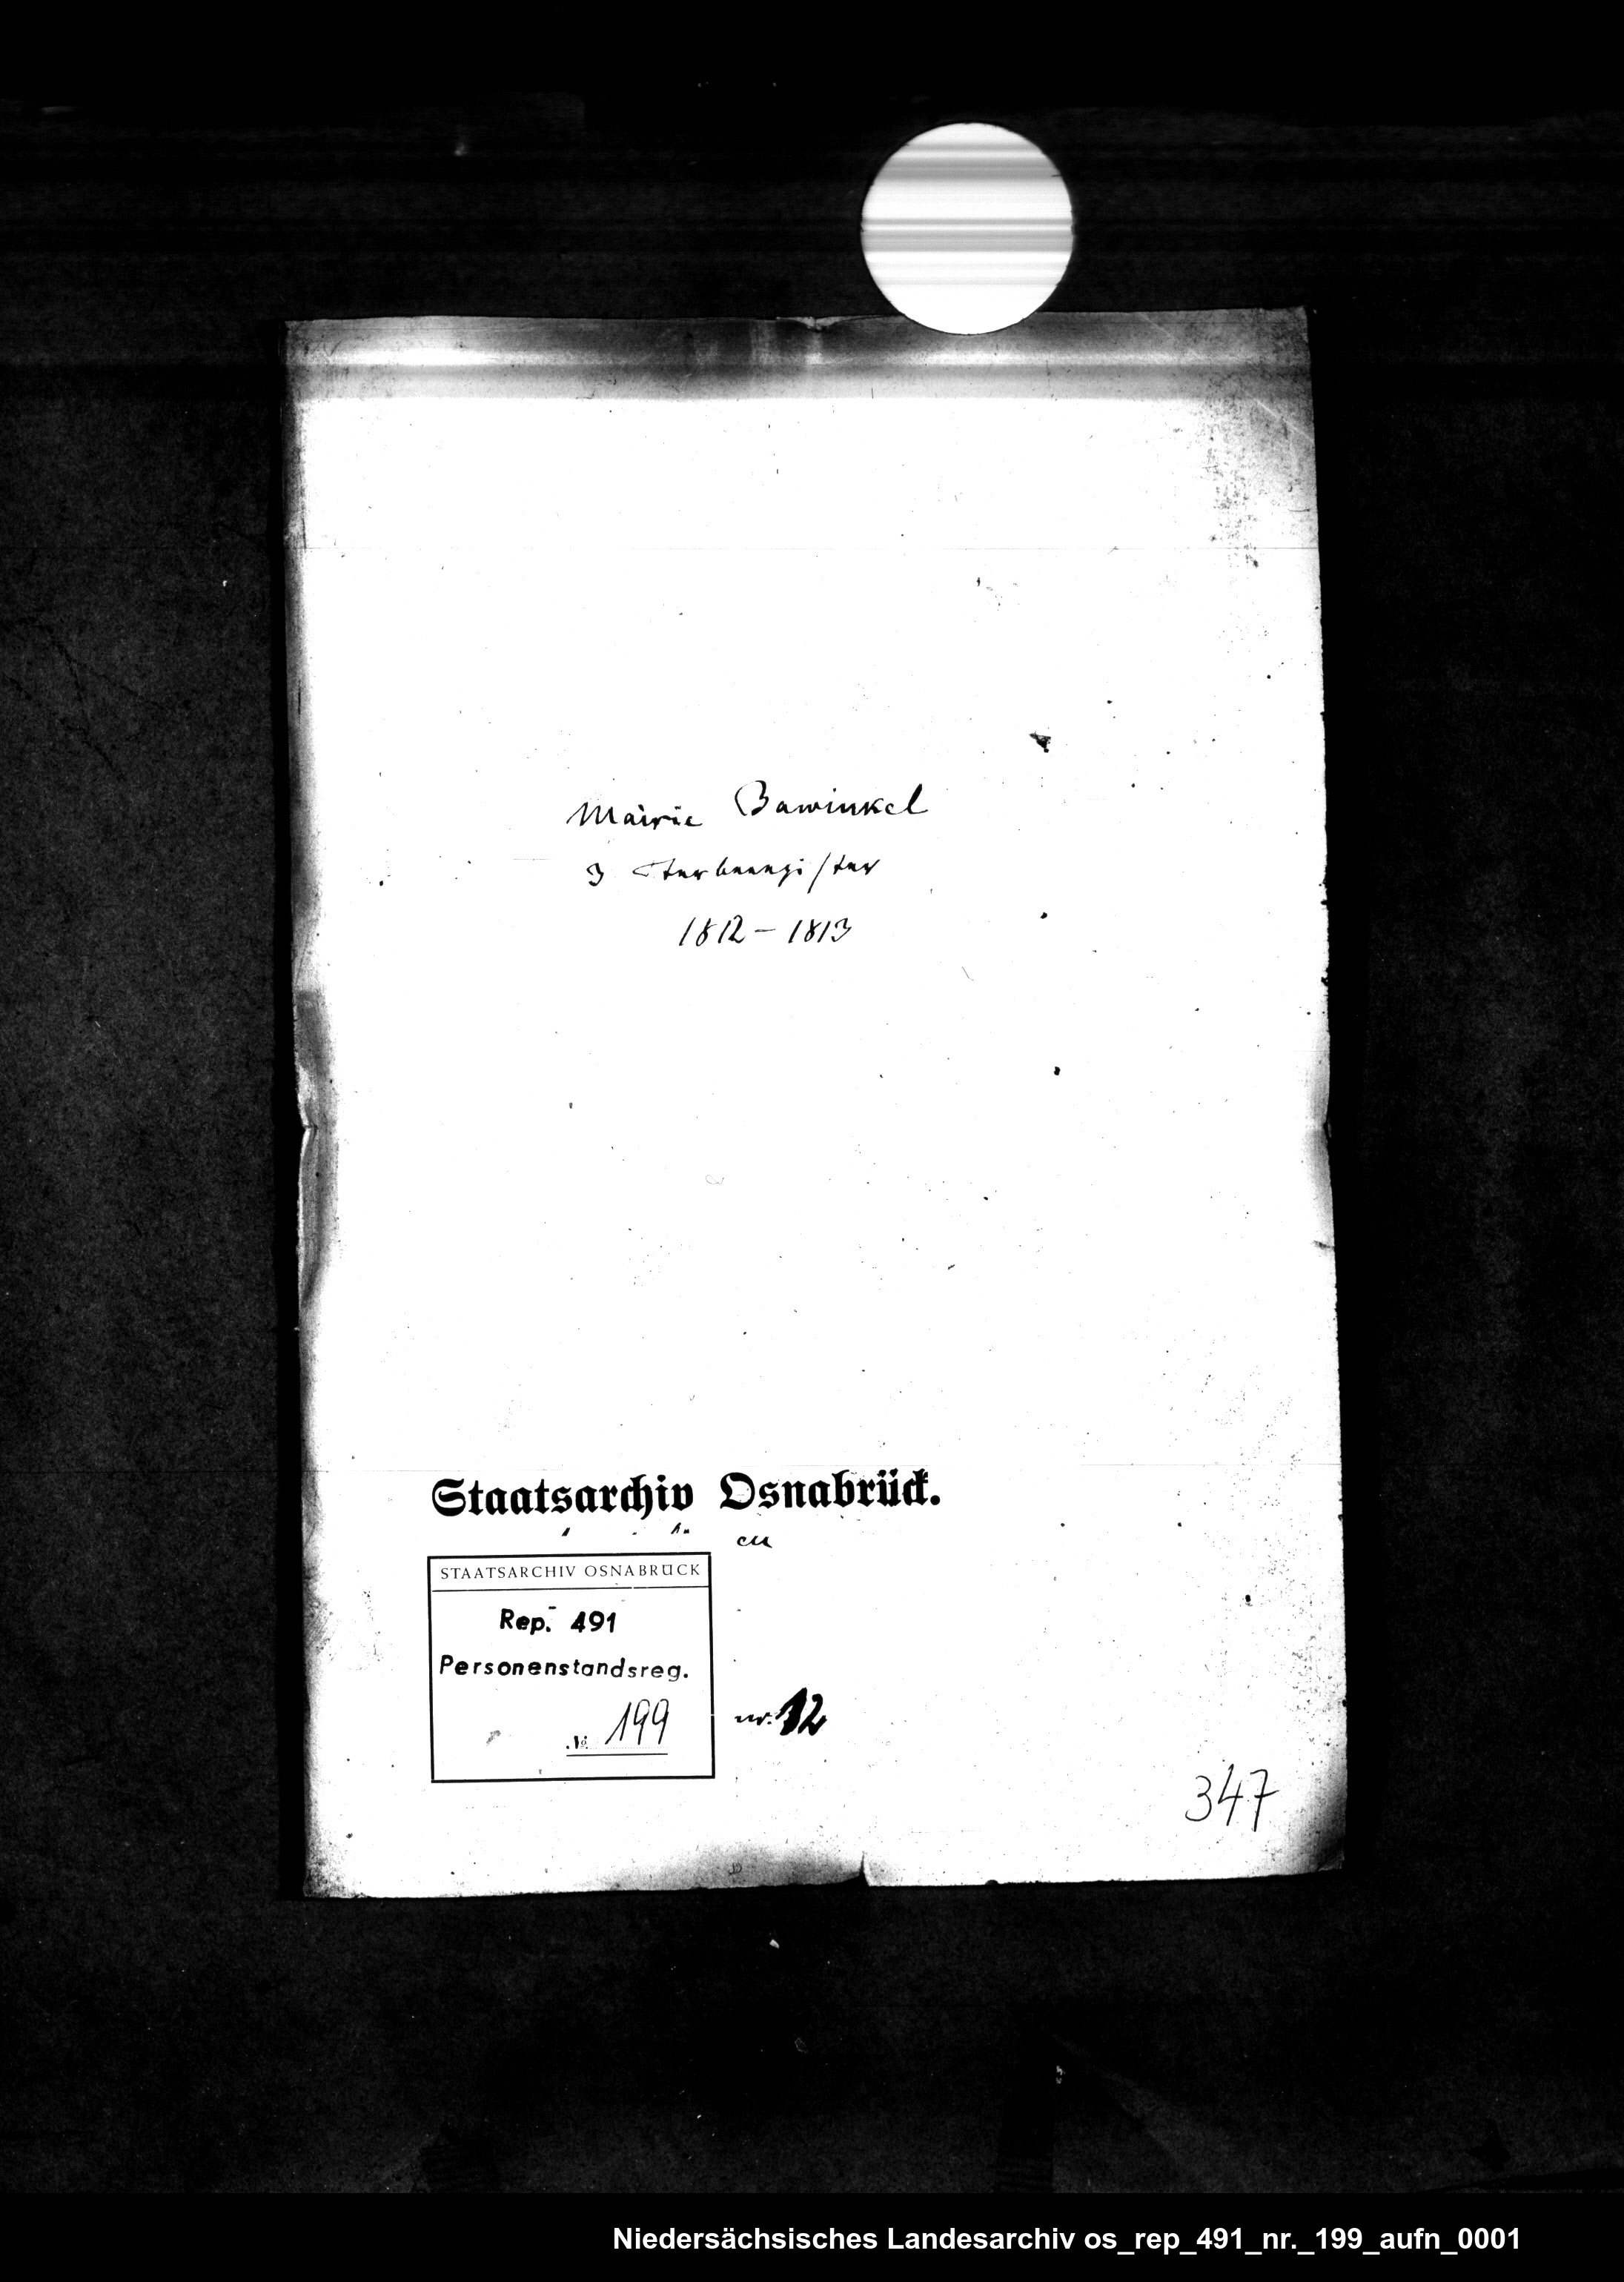 Mairie Bawinkel
3 Sterberegister
1812 – 1813
Staatsarchiv Osnabrück.
STAATSARCHIV OSNABRÜCK
Rep. 491
Personenstandsreg.
№ 199
nr. 12
347
Niedersächsisches Landesarchiv os_rep_491_nr._199_aufn_0001